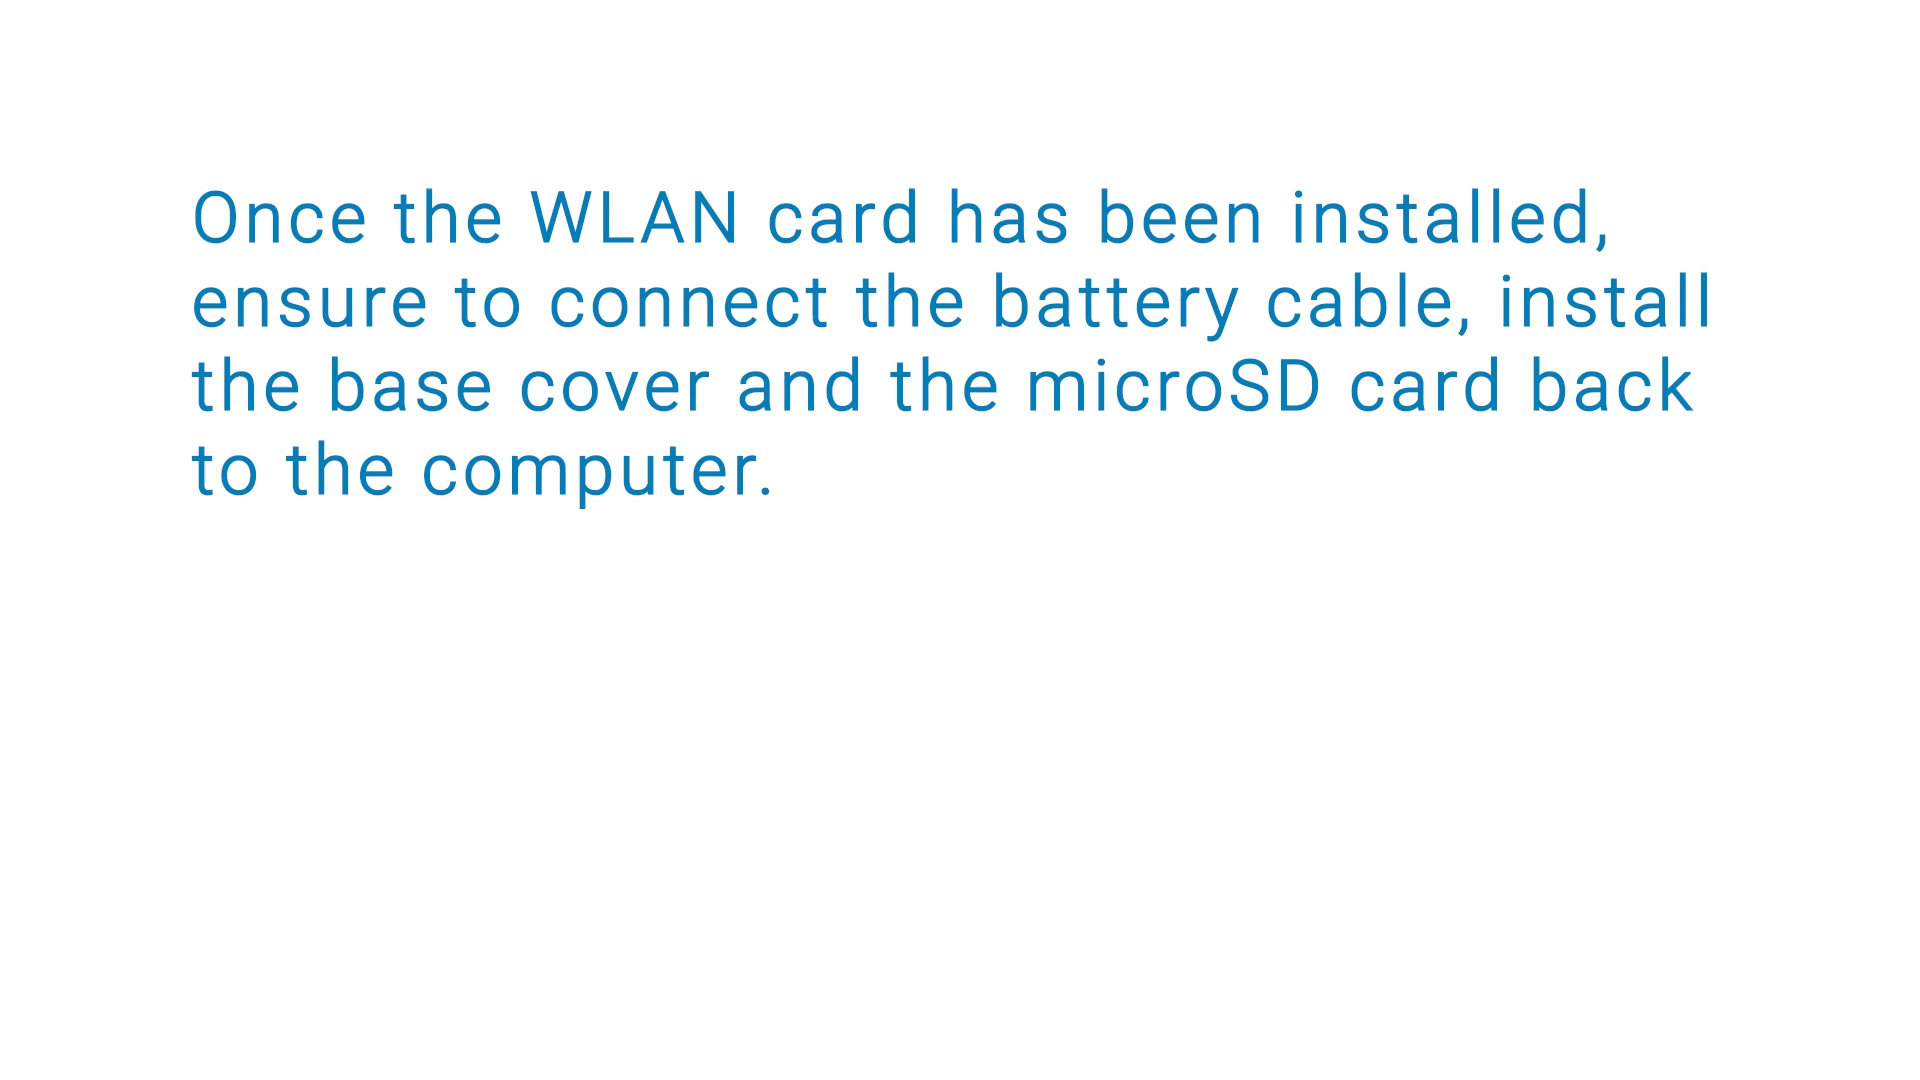 Once the WLAN card has been installed,
ensure to connect the battery cable, install
the base cover and the microSD card back
to the computer.